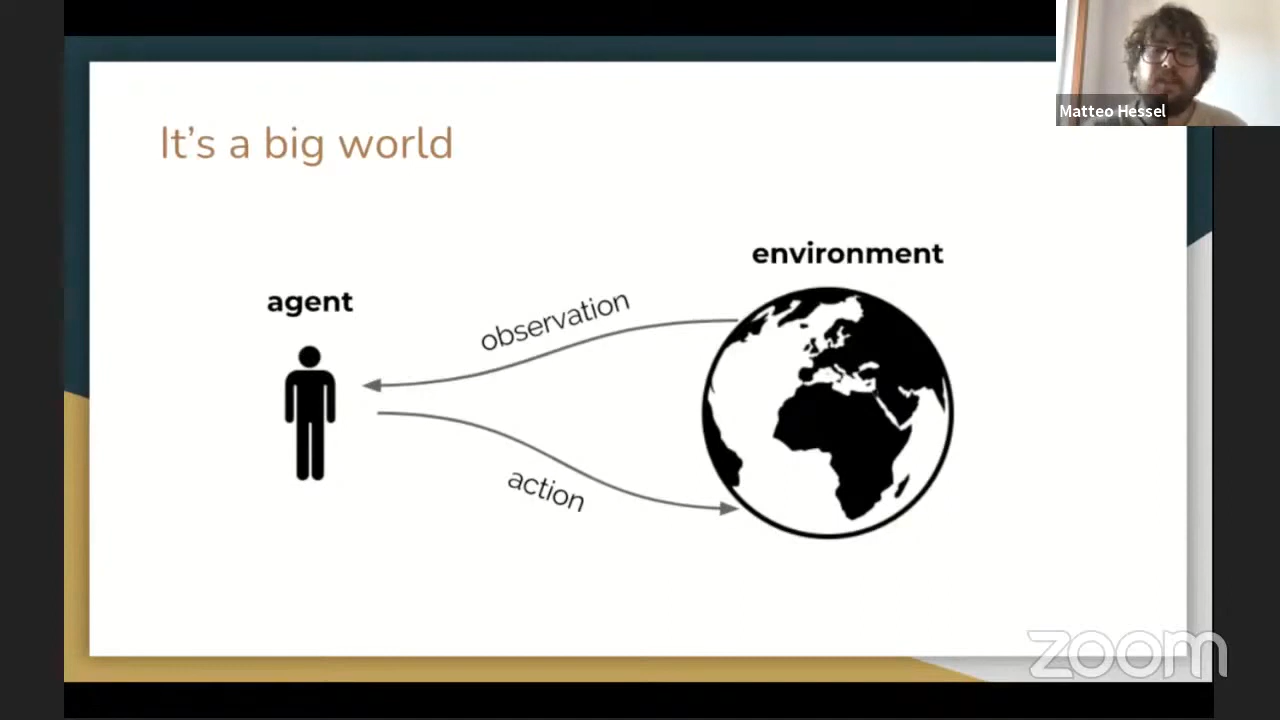 Matteo Hessel
It's a big world
environment
agent
observation
action
zoom